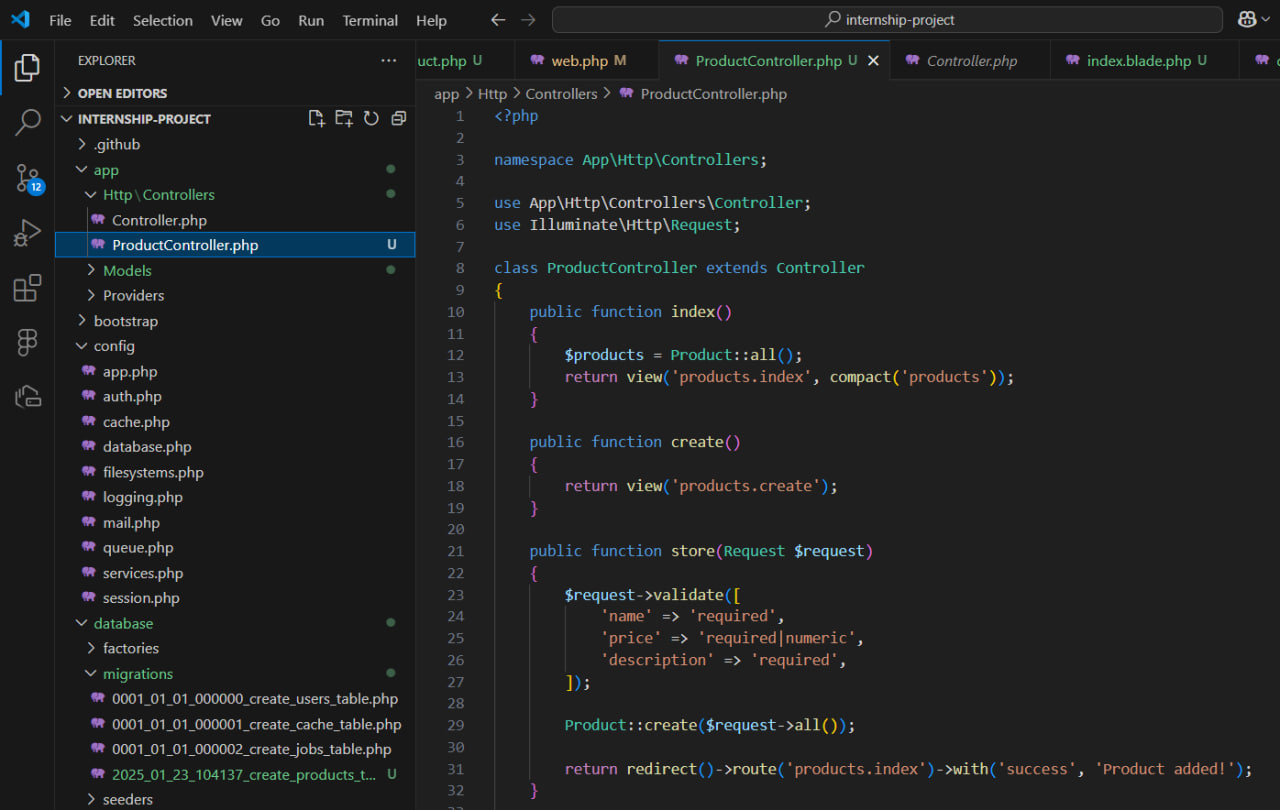 File Edit Selection View Go Run Terminal Help internship-project
EXPLORER
OPEN EDITORS
INTERNSHIP-PROJECT
.github
app
Http\Controllers
Controller.php
ProductController.php U
Models
Providers
bootstrap
config
app.php
auth.php
cache.php
database.php
filesystems.php
logging.php
mail.php
queue.php
services.php
session.php
database
factories
migrations
0001_01_01_000000_create_users_table.php
0001_01_01_000001_create_cache_table.php
0001_01_01_000002_create_jobs_table.php
2025_01_23_104137_create_products_t... U
seeders
12
uct.php U web.php M ProductController.php U Controller.php index.blade.php U
app > Http > Controllers > ProductController.php
1 <?php
2
3 namespace App\Http\Controllers;
4
5 use App\Http\Controllers\Controller;
6 use Illuminate\Http\Request;
7
8 class ProductController extends Controller
9 {
10 public function index()
11 {
12 $products = Product::all();
13 return view('products.index', compact('products'));
14 }
15
16 public function create()
17 {
18 return view('products.create');
19 }
20
21 public function store(Request $request)
22 {
23 $request->validate([
24 'name' => 'required',
25 'price' => 'required|numeric',
26 'description' => 'required',
27 ]);
28
29 Product::create($request->all());
30
31 return redirect()->route('products.index')->with('success', 'Product added!');
32 }